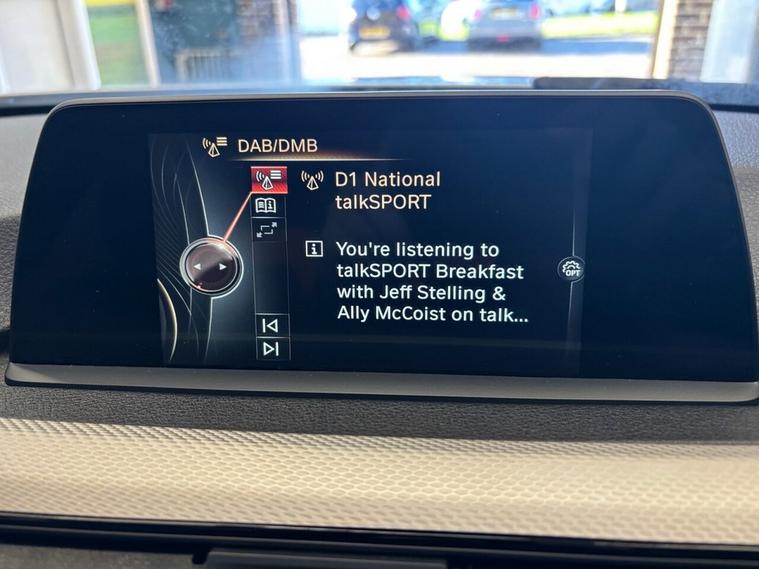 DAB/DMB
D1 National
talkSPORT
You're listening to
talkSPORT Breakfast
with Jeff Stelling &
Ally McCoist on talk...
OPT